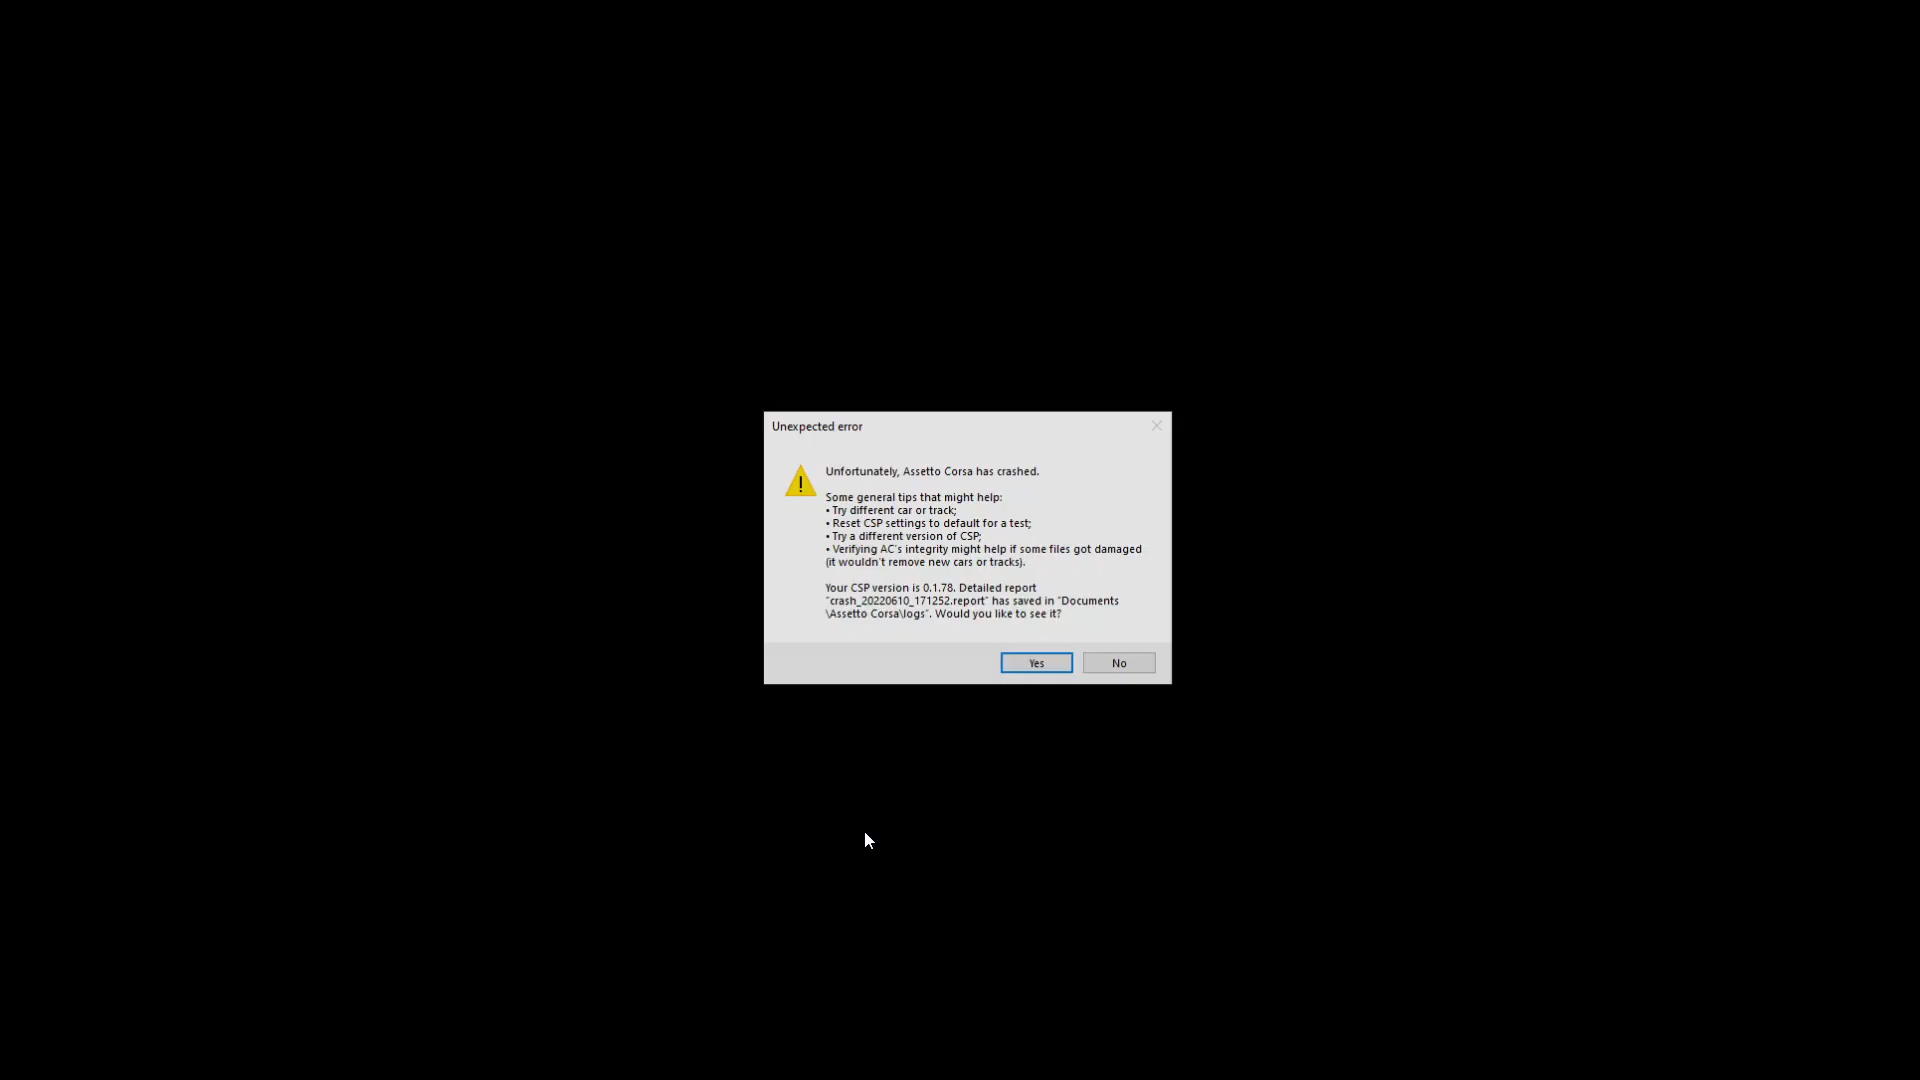 Unexpected error
Unfortunately, Assetto Corsa has crashed.
Some general tips that might help:
• Try different car or track;
• Reset CSP settings to default for a test;
• Try a different version of CSP;
• Verifying AC's integrity might help if some files got damaged
(it wouldn't remove new cars or tracks).
Your CSP version is 0.1.78. Detailed report
"crash_20220610_171252.report" has saved in "Documents
\Assetto Corsa\logs". Would you like to see it?
Yes No